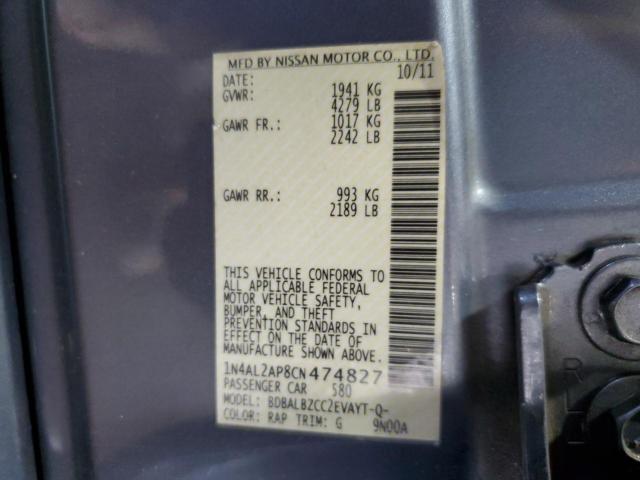 MFD BY NISSAN MOTOR CO., LTD.
DATE: 10/11
GVWR: 1941 KG
4279 LB
GAWR FR.: 1017 KG
2242 LB
GAWR RR.: 993 KG
2189 LB
THIS VEHICLE CONFORMS TO
ALL APPLICABLE FEDERAL
MOTOR VEHICLE SAFETY,
BUMPER, AND THEFT
PREVENTION STANDARDS IN
EFFECT ON THE DATE OF
MANUFACTURE SHOWN ABOVE.
1N4AL2AP8CN474827
PASSENGER CAR 580
MODEL: BDBALBZCC2EVAYT-Q-
COLOR: RAP TRIM: G 9N00A
R